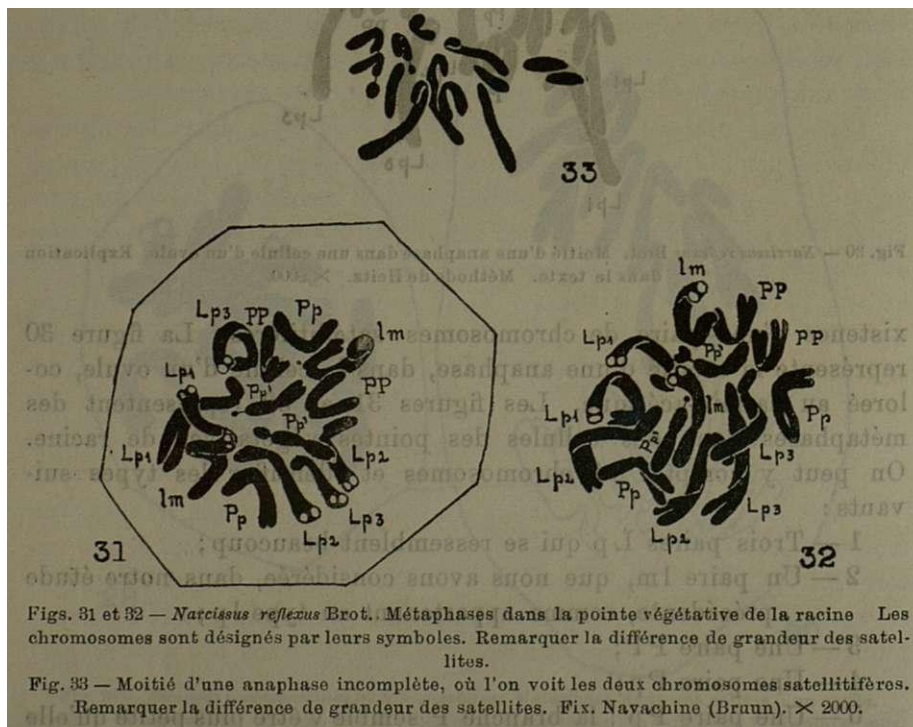 33
Lp3 PP Pp lm
Lp1 Pp' PP
Pp'
Lp1 Lp2
lm Pp Lp2 Lp3
31
lm PP
Lp1 Pp' PP
Lp1 lm Pp
Lp2 Pp' Lp3
Pp Lp3
Lp2
32
Figs. 31 et 32 — Narcissus reflexus Brot. Métaphases dans la pointe végétative de la racine Les
chromosomes sont désignés par leurs symboles. Remarquer la différence de grandeur des satel-
lites.
Fig. 33 — Moitié d'une anaphase incomplète, où l'on voit les deux chromosomes satellitifères.
Remarquer la différence de grandeur des satellites. Fix. Navachine (Braun). × 2000.